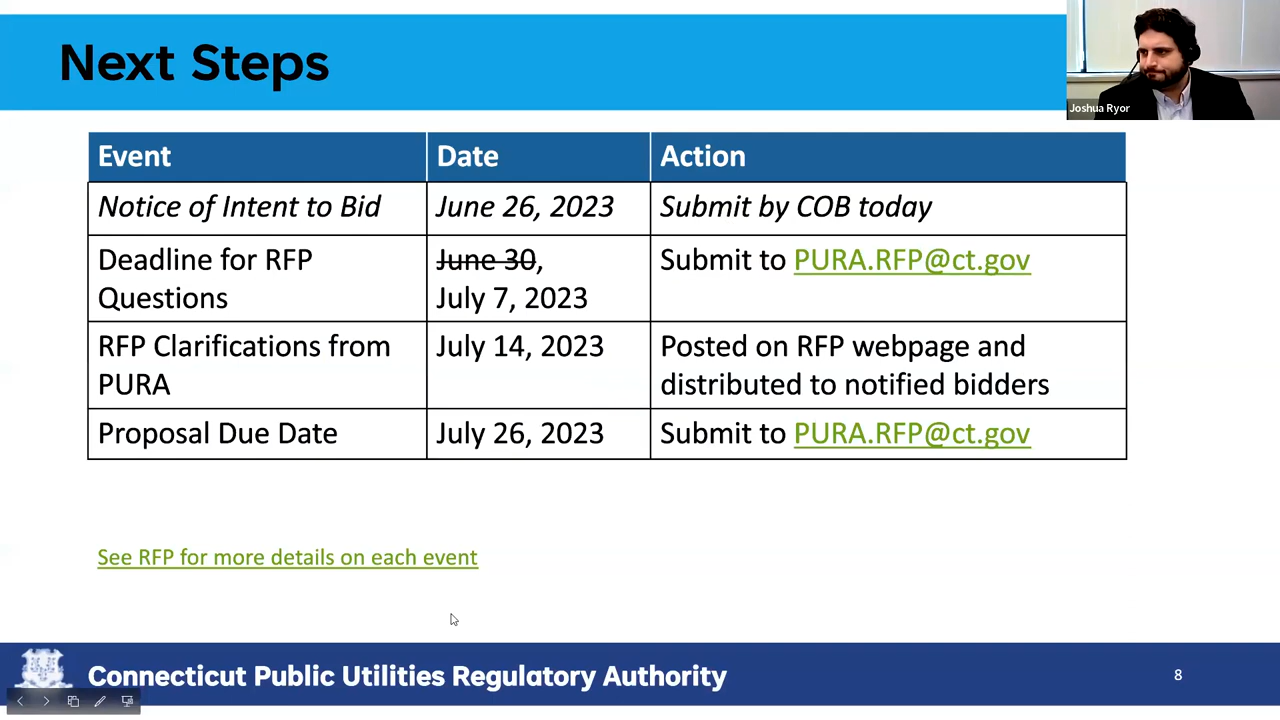 Next Steps
Joshua Ryor
Event Date Action
Notice of Intent to Bid June 26, 2023 Submit by COB today
Deadline for RFP June 30, Submit to PURA.RFP@ct.gov
Questions July 7, 2023
RFP Clarifications from July 14, 2023 Posted on RFP webpage and
PURA distributed to notified bidders
Proposal Due Date July 26, 2023 Submit to PURA.RFP@ct.gov
See RFP for more details on each event
Connecticut Public Utilities Regulatory Authority
8